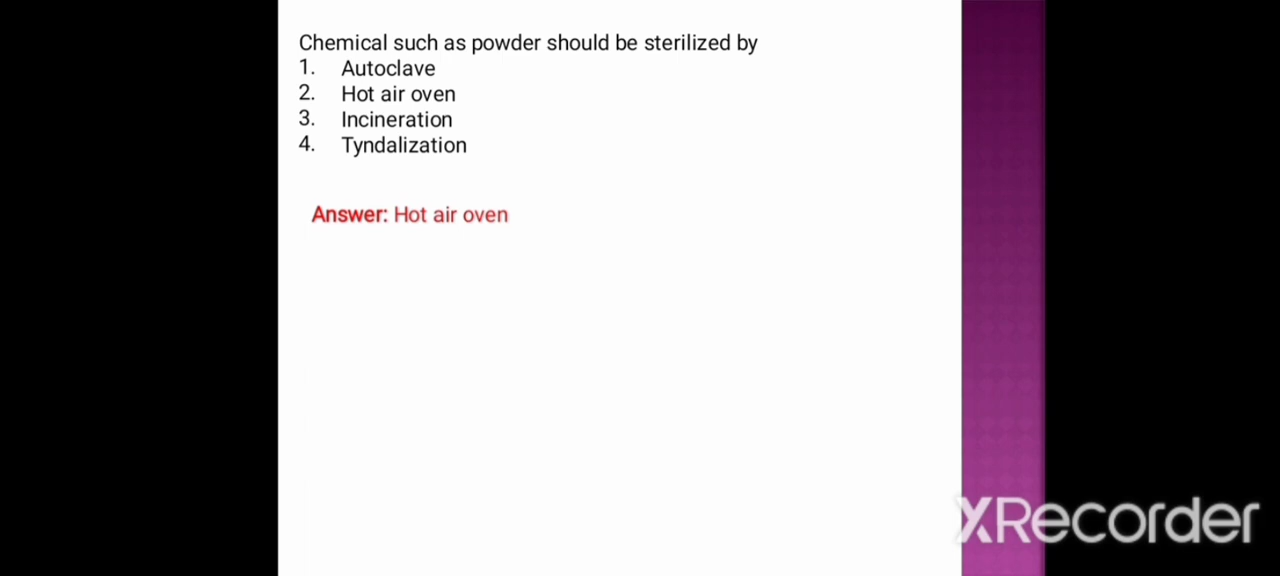 Chemical such as powder should be sterilized by
1. Autoclave
2. Hot air oven
3. Incineration
4. Tyndalization
Answer: Hot air oven
XRecorder